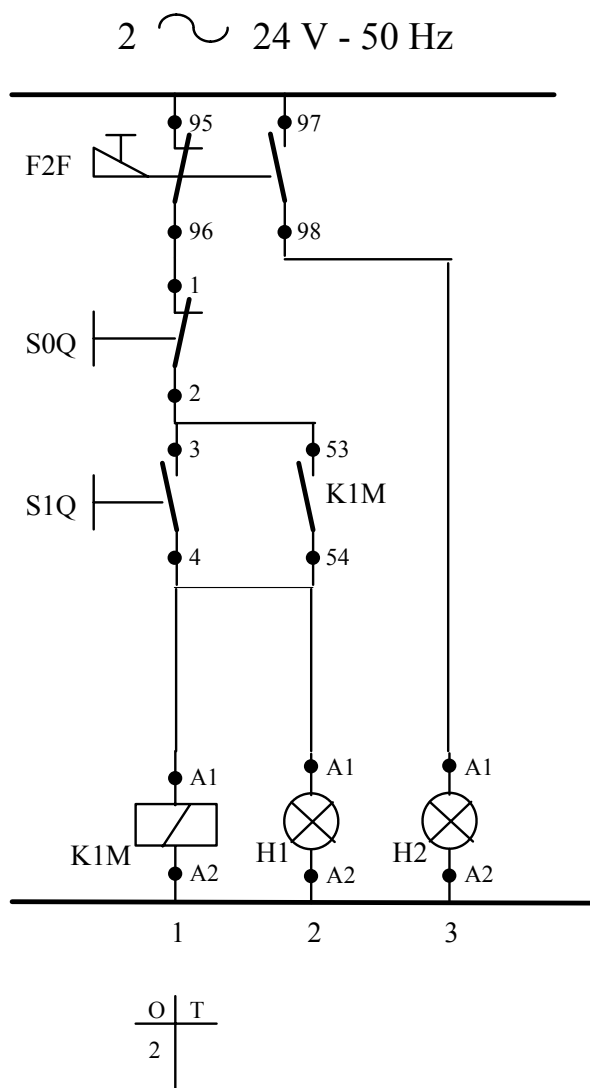 2 ~ 24 V - 50 Hz
95 97
F2F
96 98
1
S0Q
2
3 53
S1Q K1M
4 54
A1 A1 A1
K1M H1 H2
A2 A2 A2
1 2 3
O T
2